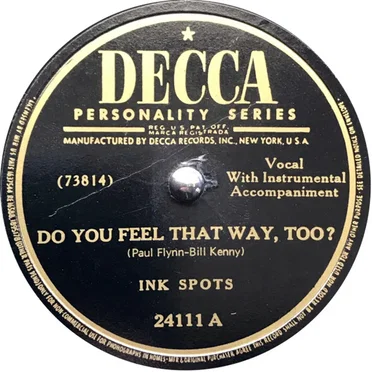 DECCA
PERSONALITY SERIES
REG. U.S. PAT. OFF.
MARCA REGISTRADA
MANUFACTURED BY DECCA RECORDS, INC., NEW YORK, U.S.A.
(73814)
Vocal
With Instrumental
Accompaniment
DO YOU FEEL THAT WAY, TOO?
(Paul Flynn-Bill Kenny)
INK SPOTS
24111 A